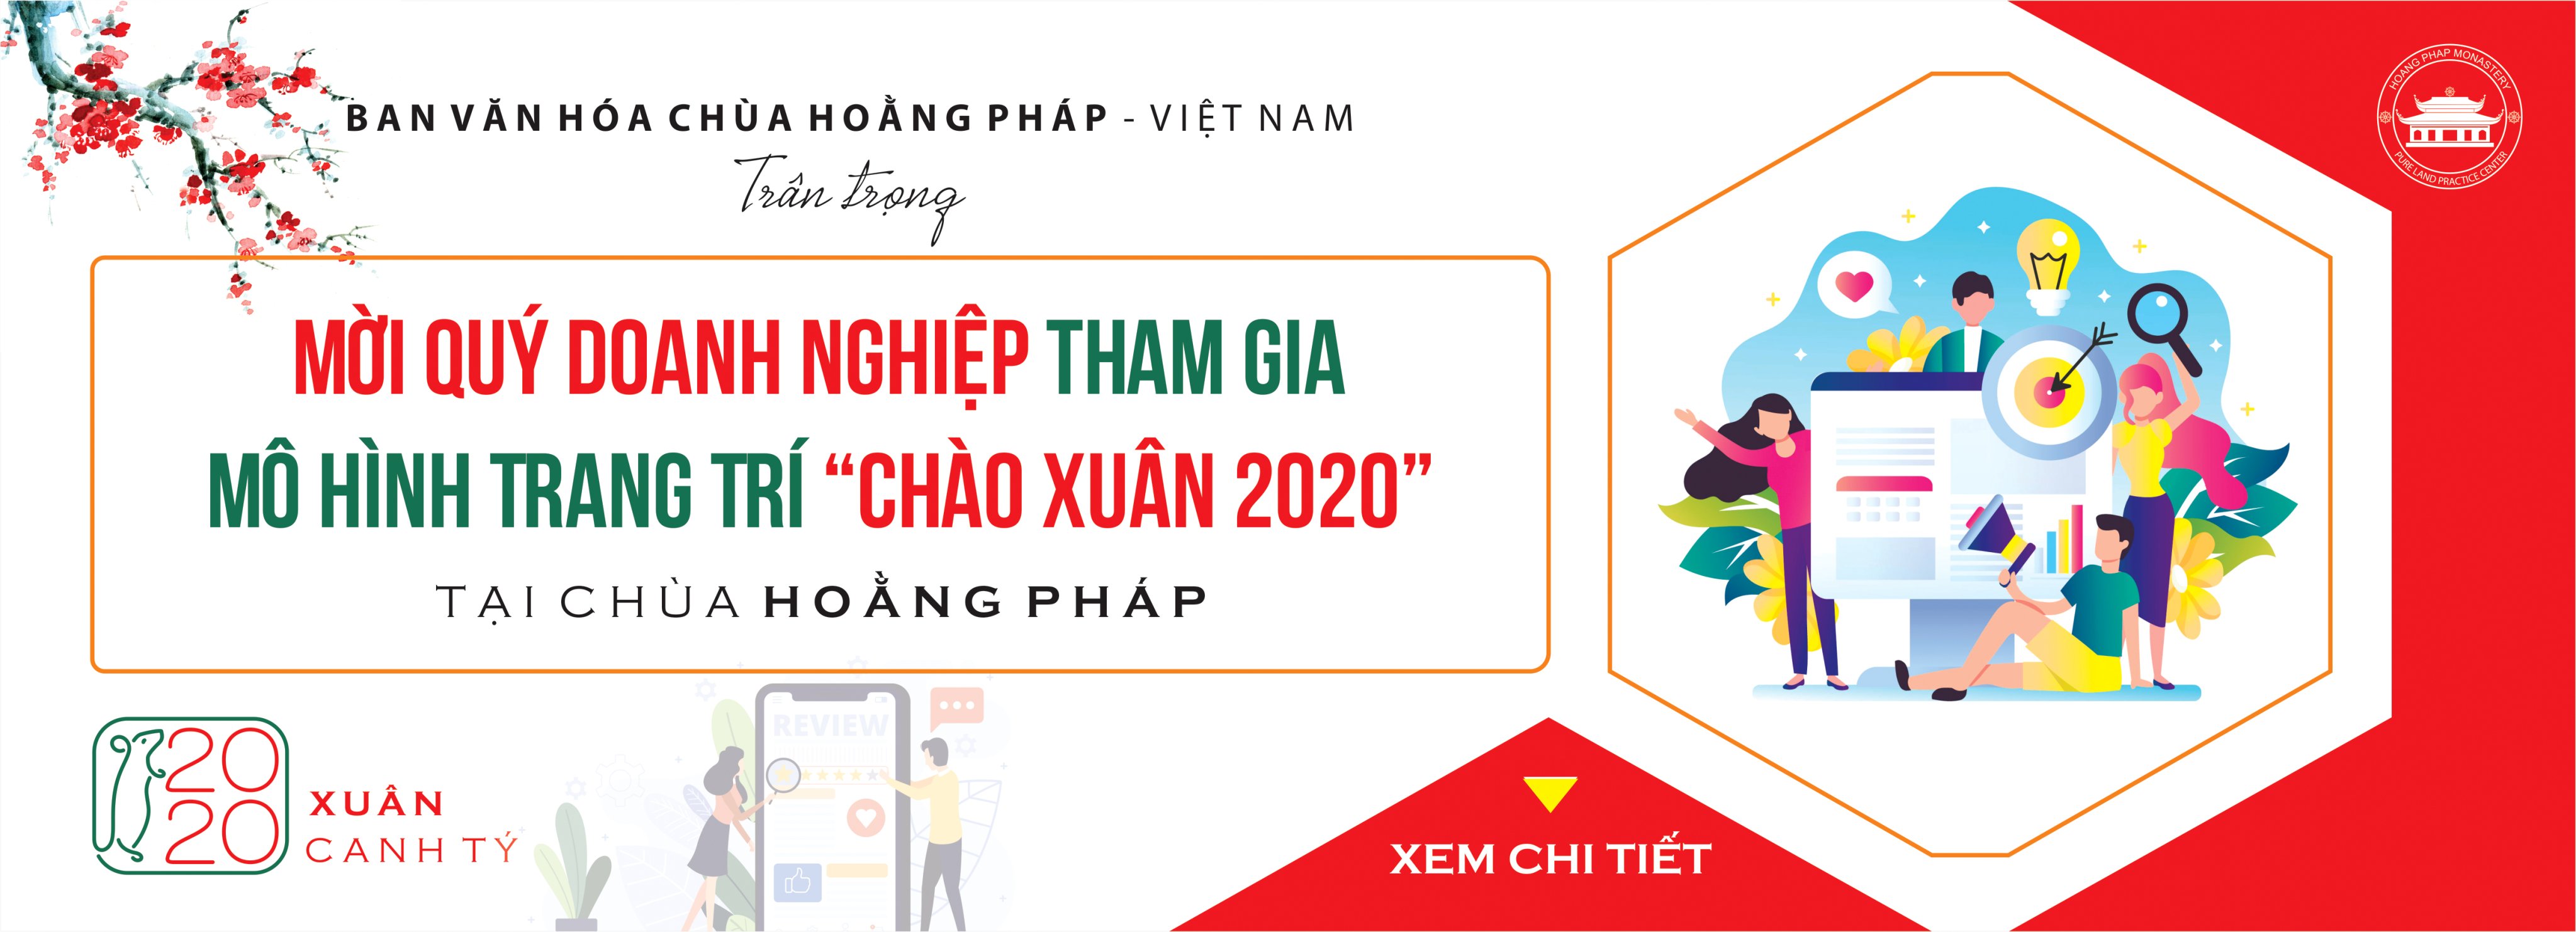 BAN VĂN HÓA CHÙA HOẰNG PHÁP - VIỆT NAM
Trân trọng
MỜI QUÝ DOANH NGHIỆP THAM GIA
MÔ HÌNH TRANG TRÍ “CHÀO XUÂN 2020”
TẠI CHÙA HOẰNG PHÁP
20
20
XUÂN
CANH TÝ
REVIEW
XEM CHI TIẾT
HOANG PHAP MONASTERY
PURE LAND PRACTICE CENTER